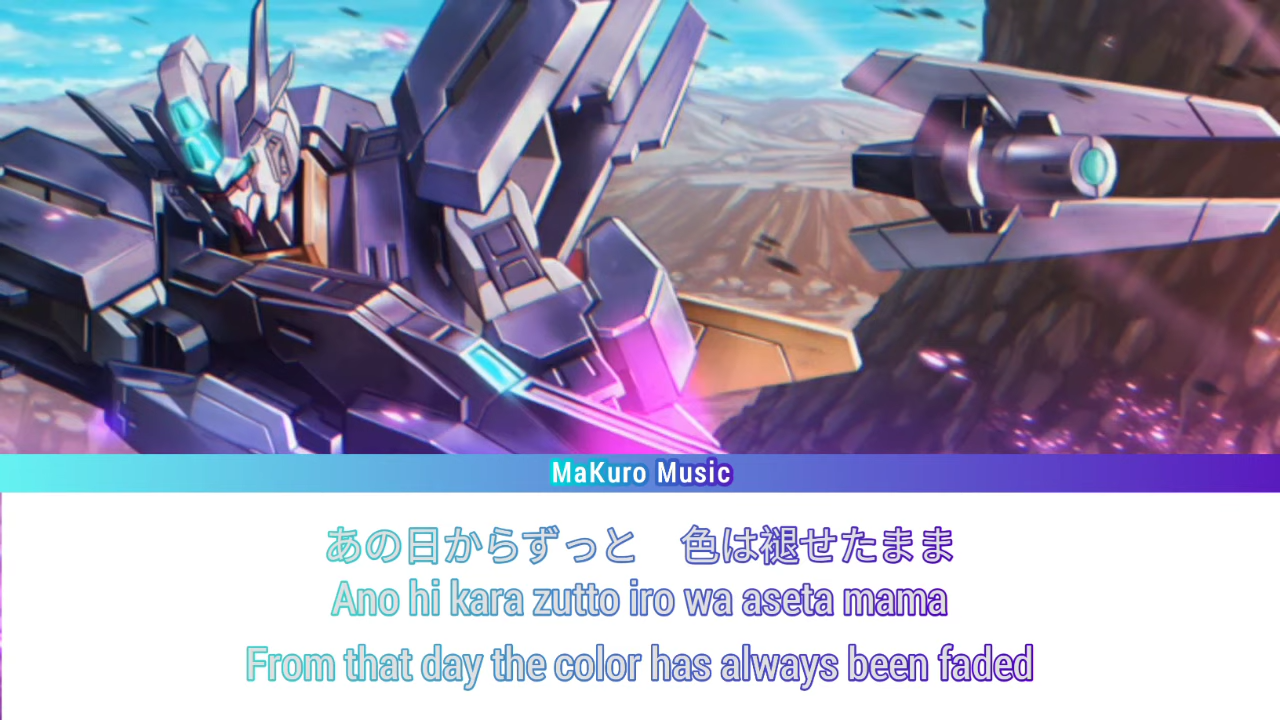 MaKuro Music
あの日からずっと　色は褪せたまま
Ano hi kara zutto iro wa aseta mama
From that day the color has always been faded